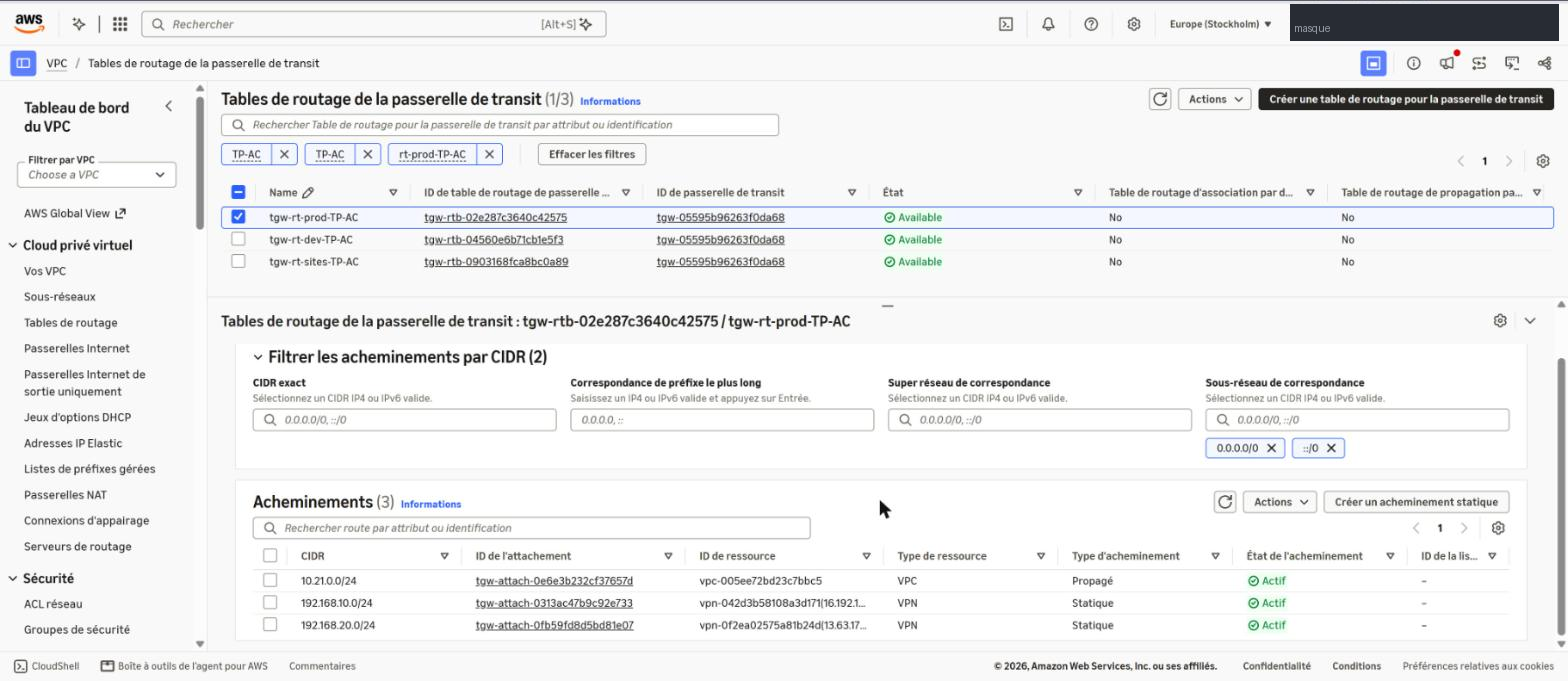 aws
Rechercher [Alt+S] Europe (Stockholm) masque
VPC / Tables de routage de la passerelle de transit
Tableau de bord du VPC
Filtrer par VPC
Choose a VPC
AWS Global View
Cloud privé virtuel
Vos VPC
Sous-réseaux
Tables de routage
Passerelles Internet
Passerelles Internet de
sortie uniquement
Jeux d'options DHCP
Adresses IP Elastic
Listes de préfixes gérées
Passerelles NAT
Connexions d'appairage
Serveurs de routage
Sécurité
ACL réseau
Groupes de sécurité
Tables de routage de la passerelle de transit (1/3) Informations Actions Créer une table de routage pour la passerelle de transit
Rechercher Table de routage pour la passerelle de transit par attribut ou identification
TP-AC TP-AC rt-prod-TP-AC Effacer les filtres 1
Name ID de table de routage de passerelle ... ID de passerelle de transit État Table de routage d'association par d... Table de routage de propagation pa...
tgw-rt-prod-TP-AC tgw-rtb-02e287c3640c42575 tgw-05595b96263f0da68 Available No No
tgw-rt-dev-TP-AC tgw-rtb-04560e6b71cb1e5f3 tgw-05595b96263f0da68 Available No No
tgw-rt-sites-TP-AC tgw-rtb-0903168fca8bc0a89 tgw-05595b96263f0da68 Available No No
Tables de routage de la passerelle de transit : tgw-rtb-02e287c3640c42575 / tgw-rt-prod-TP-AC
Filtrer les acheminements par CIDR (2)
CIDR exact Correspondance de préfixe le plus long Super réseau de correspondance Sous-réseau de correspondance
Sélectionnez un CIDR IP4 ou IPv6 valide. Saisissez un IP4 ou IPv6 valide et appuyez sur Entrée. Sélectionnez un CIDR IP4 ou IPv6 valide. Sélectionnez un CIDR IP4 ou IPv6 valide.
0.0.0.0/0, ::/0 0.0.0.0, :: 0.0.0.0/0, ::/0 0.0.0.0/0, ::/0
0.0.0.0/0 ::/0
Acheminements (3) Informations Actions Créer un acheminement statique
Rechercher route par attribut ou identification 1
CIDR ID de l'attachement ID de ressource Type de ressource Type d'acheminement État de l'acheminement ID de la lis...
10.21.0.0/24 tgw-attach-0e6e3b232cf37657d vpc-005ee72bd23c7bbc5 VPC Propagé Actif –
192.168.10.0/24 tgw-attach-0313ac47b9c92e733 vpn-042d3b58108a3d171(16.192.1... VPN Statique Actif –
192.168.20.0/24 tgw-attach-0fb59fd8d5bd81e07 vpn-0f2ea02575a81b24d(13.63.17... VPN Statique Actif –
CloudShell Boîte à outils de l'agent pour AWS Commentaires © 2026, Amazon Web Services, Inc. ou ses affiliés. Confidentialité Conditions Préférences relatives aux cookies